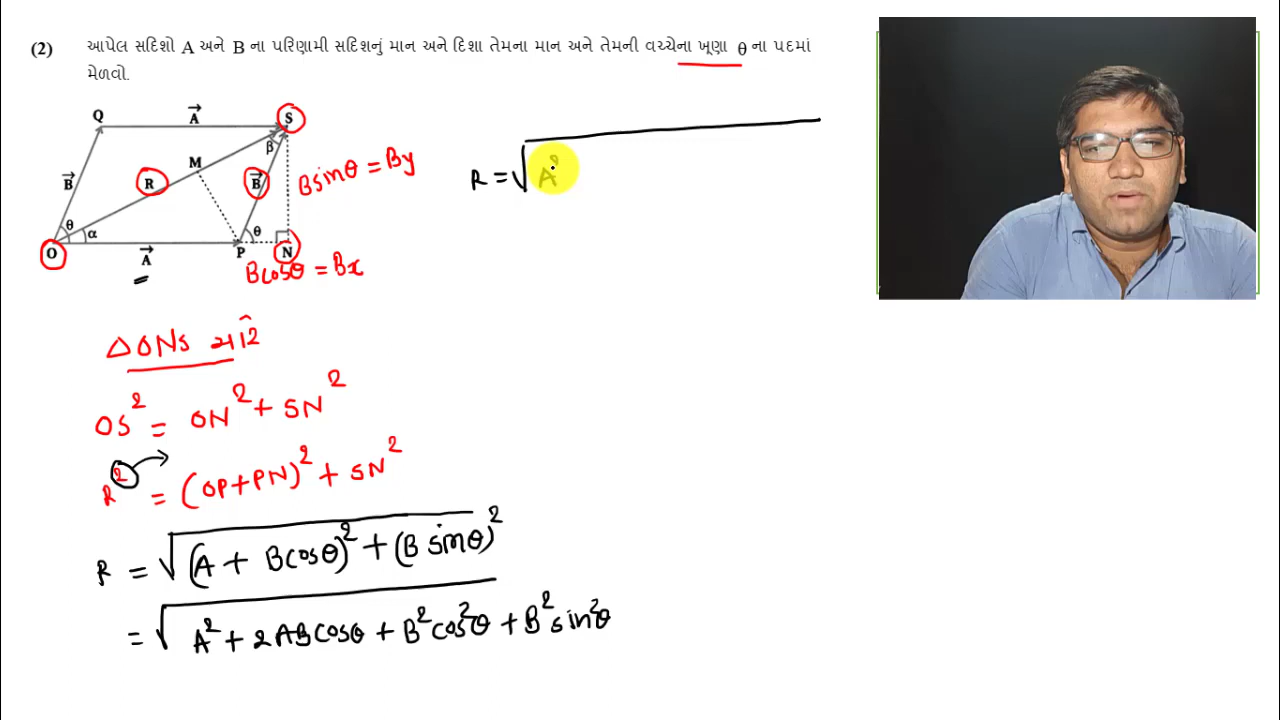 (2) આપેલ સદિશો A અને B ના પરિણામી સદિશનું માન અને દિશા તેમના માન અને તેમની વચ્ચેના ખૂણા θ ના પદમાં
મેળવો.
Q A⃗ S
β
M
B⃗ R B⃗ Bsinθ = By
θ α θ
O A⃗ P N
Bcosθ = Bx
R = √A²
△ONS માટે
OS² = ON² + SN²
R² = (OP+PN)² + SN²
R = √(A + Bcosθ)² + (B sinθ)²
= √A² + 2ABcosθ + B²cos²θ + B²sin²θ